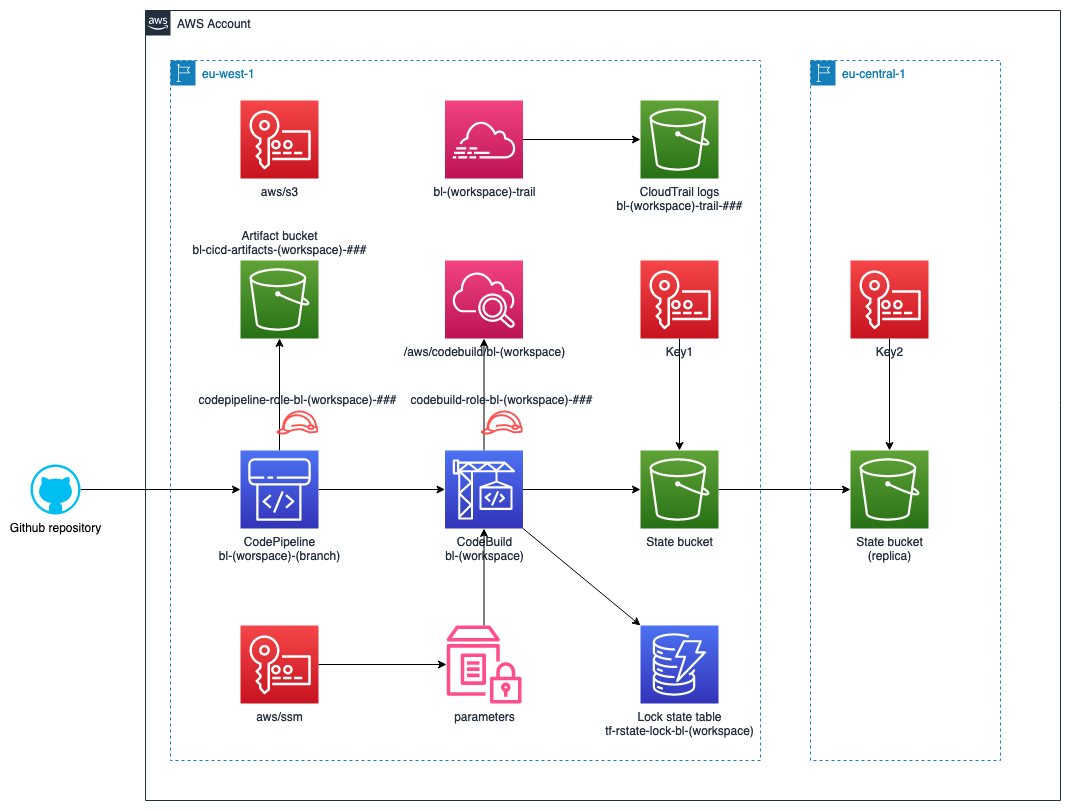 aws
AWS Account
eu-west-1
eu-central-1
aws/s3
bl-(workspace)-trail
CloudTrail logs
bl-(workspace)-trail-###
Artifact bucket
bl-cicd-artifacts-(workspace)-###
/aws/codebuild/bl-(workspace)
Key1
Key2
codepipeline-role-bl-(workspace)-###
codebuild-role-bl-(workspace)-###
Github repository
CodePipeline
bl-(worspace)-(branch)
CodeBuild
bl-(workspace)
State bucket
State bucket
(replica)
aws/ssm
parameters
Lock state table
tf-rstate-lock-bl-(workspace)